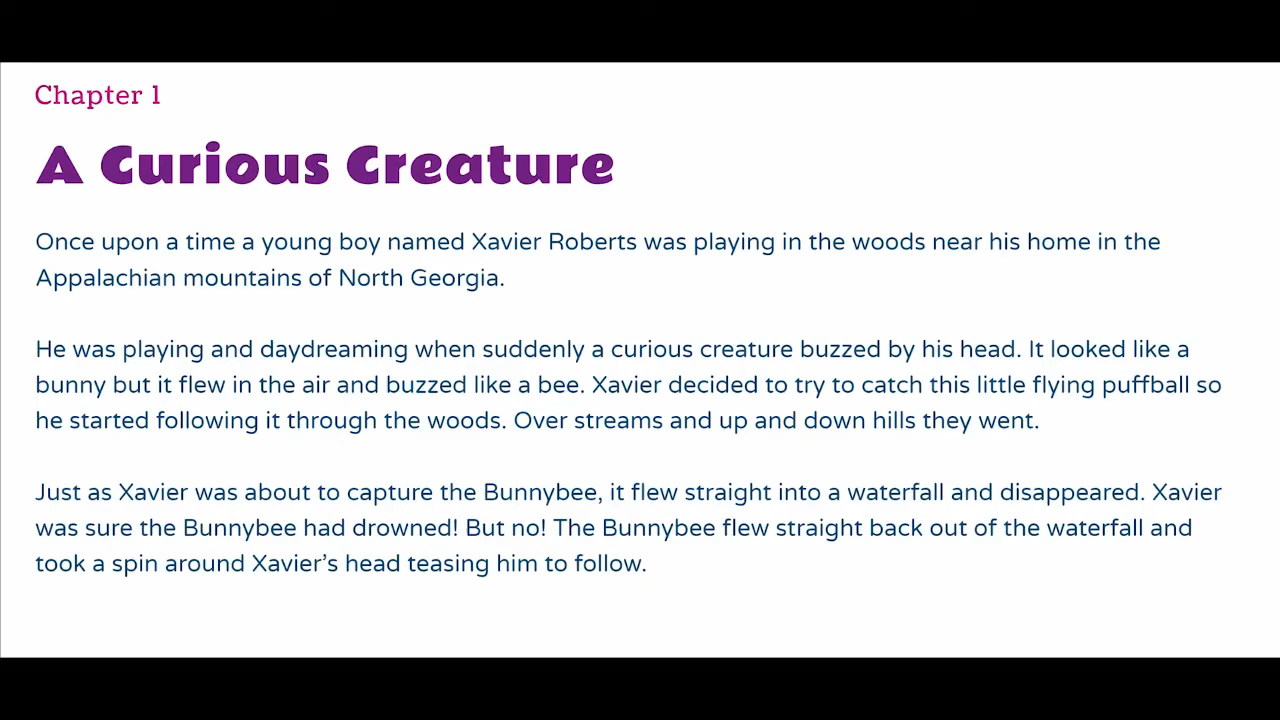 Chapter 1
A Curious Creature
Once upon a time a young boy named Xavier Roberts was playing in the woods near his home in the
Appalachian mountains of North Georgia.
He was playing and daydreaming when suddenly a curious creature buzzed by his head. It looked like a
bunny but it flew in the air and buzzed like a bee. Xavier decided to try to catch this little flying puffball so
he started following it through the woods. Over streams and up and down hills they went.
Just as Xavier was about to capture the Bunnybee, it flew straight into a waterfall and disappeared. Xavier
was sure the Bunnybee had drowned! But no! The Bunnybee flew straight back out of the waterfall and
took a spin around Xavier’s head teasing him to follow.